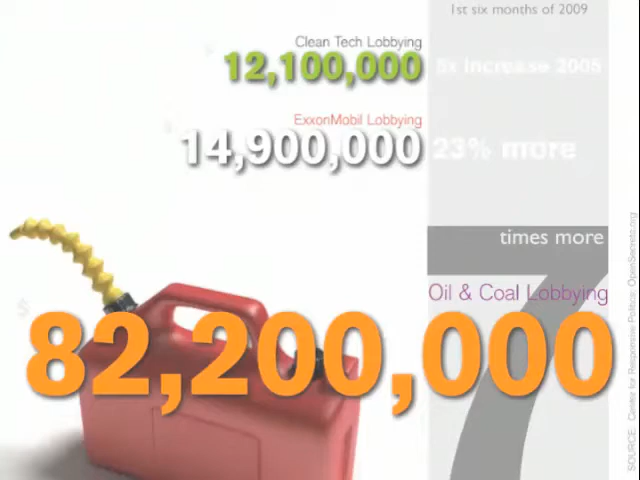 1st six months of 2009
Clean Tech Lobbying
12,100,000
5x increase 2005
ExxonMobil Lobbying
14,900,000
23% more
times more
7
Oil & Coal Lobbying
$
82,200,000
SOURCE: Center for Responsive Politics: OpenSecrets.org